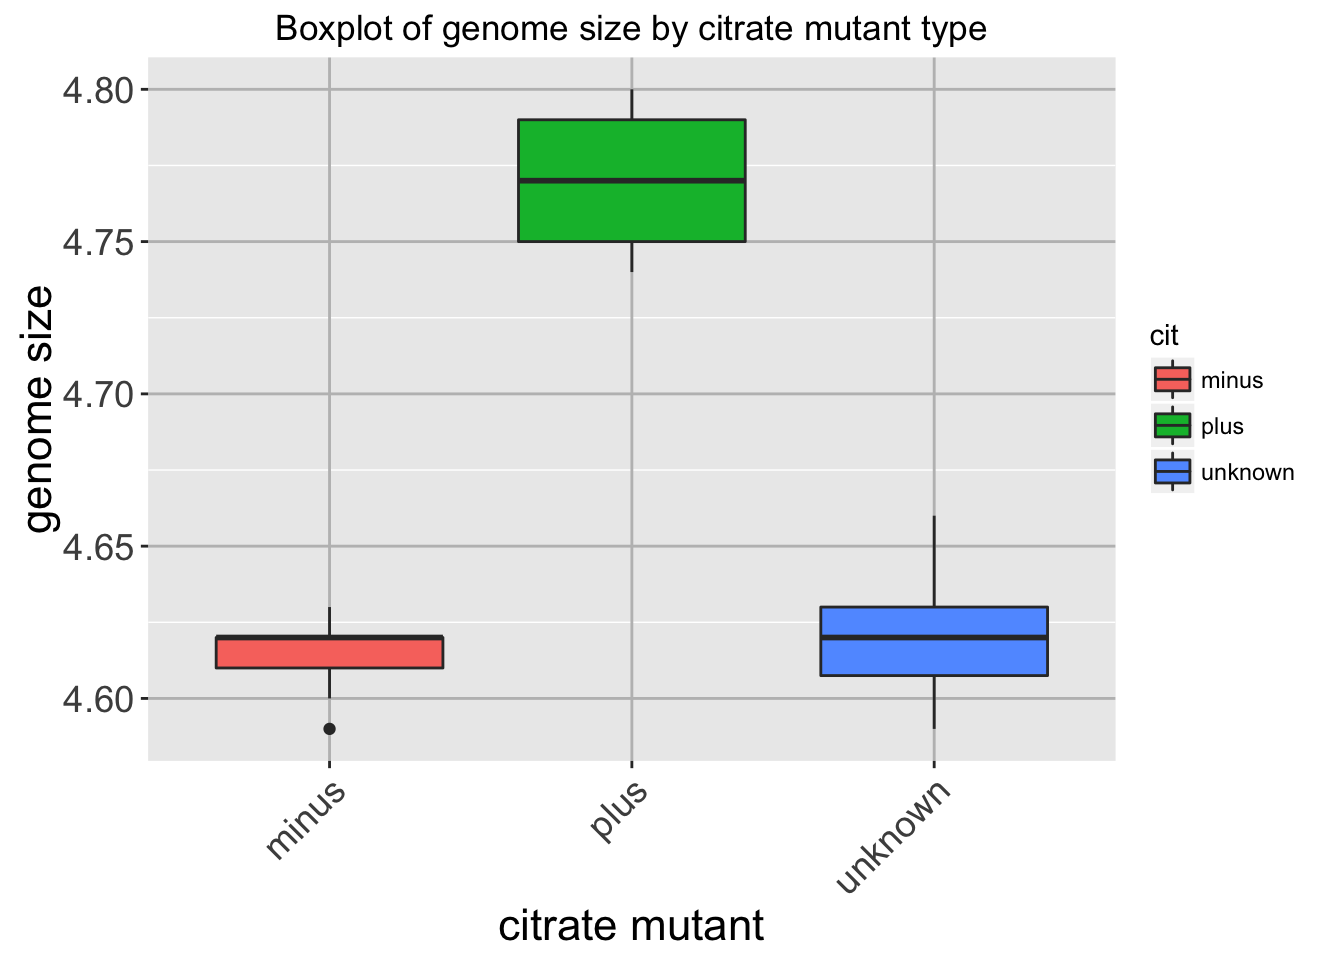 Boxplot of genome size by citrate mutant type
4.80
4.75
4.70
4.65
4.60
genome size
minus
plus
unknown
citrate mutant
cit
minus
plus
unknown